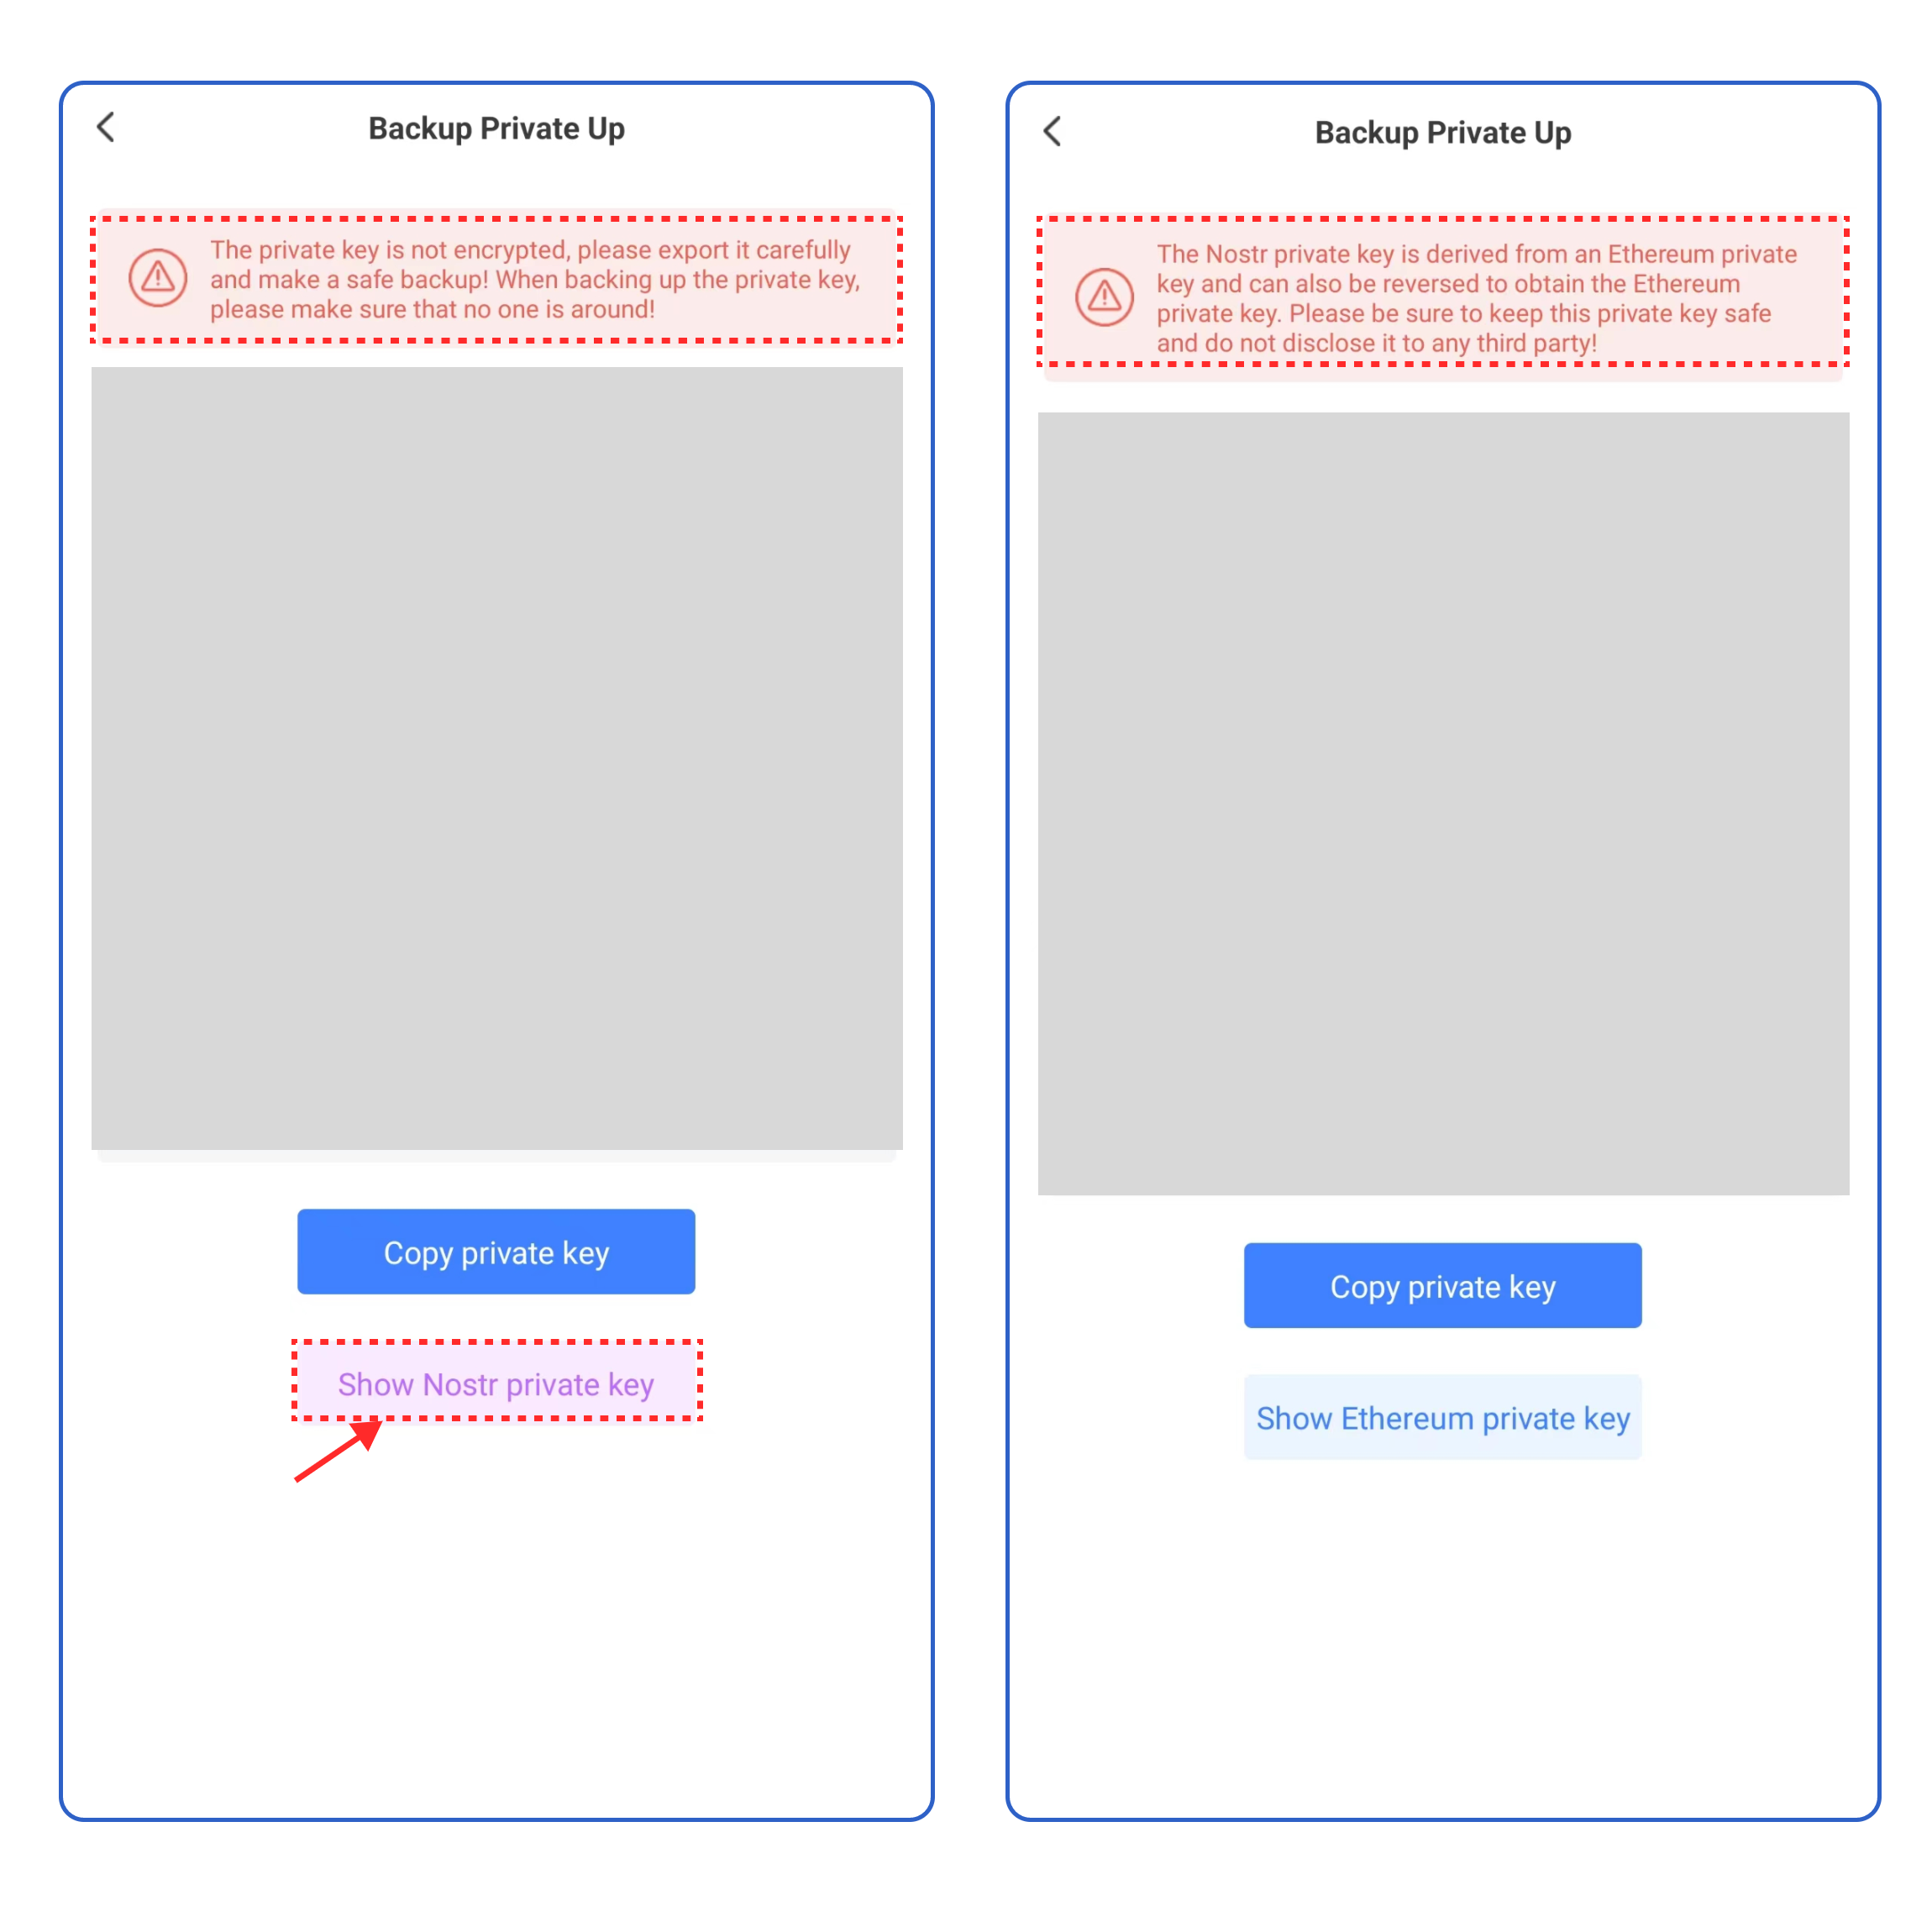 Backup Private Up
The private key is not encrypted, please export it carefully
and make a safe backup! When backing up the private key,
please make sure that no one is around!
Copy private key
Show Nostr private key
Backup Private Up
The Nostr private key is derived from an Ethereum private
key and can also be reversed to obtain the Ethereum
private key. Please be sure to keep this private key safe
and do not disclose it to any third party!
Copy private key
Show Ethereum private key